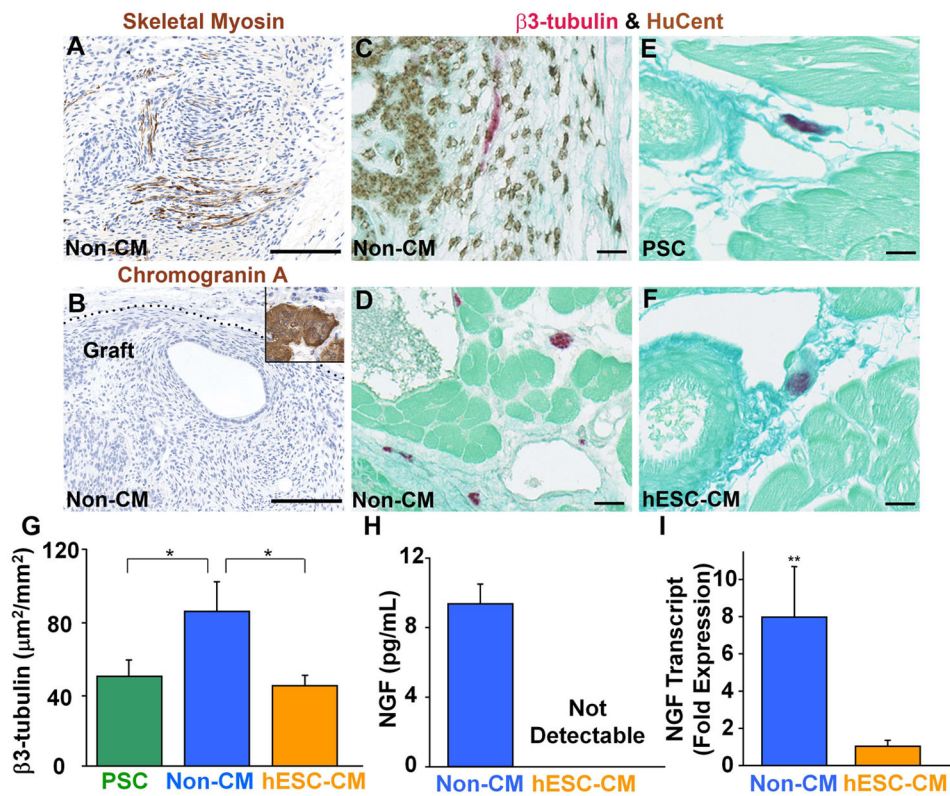 Skeletal Myosin
β3-tubulin & HuCent
A
Non-CM
C
Non-CM
E
PSC
Chromogranin A
B
Graft
Non-CM
D
Non-CM
F
hESC-CM
G
β3-tubulin (μm²/mm²)
120
80
40
0
*
*
PSC
Non-CM
hESC-CM
H
NGF (pg/mL)
12
8
4
0
Not
Detectable
Non-CM
hESC-CM
I
NGF Transcript
(Fold Expression)
10
8
6
4
2
0
**
Non-CM
hESC-CM